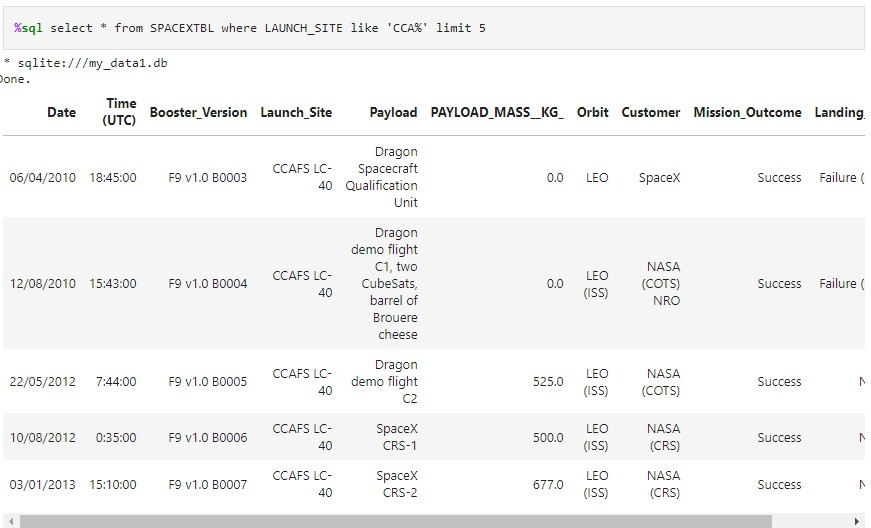 %sql select * from SPACEXTBL where LAUNCH_SITE like 'CCA%' limit 5
* sqlite:///my_data1.db
Done.
Date Time (UTC) Booster_Version Launch_Site Payload PAYLOAD_MASS__KG_ Orbit Customer Mission_Outcome Landing_
06/04/2010 18:45:00 F9 v1.0 B0003 CCAFS LC-40 Dragon Spacecraft Qualification Unit 0.0 LEO SpaceX Success Failure (
12/08/2010 15:43:00 F9 v1.0 B0004 CCAFS LC-40 Dragon demo flight C1, two CubeSats, barrel of Brouere cheese 0.0 LEO (ISS) NASA (COTS) NRO Success Failure (
22/05/2012 7:44:00 F9 v1.0 B0005 CCAFS LC-40 Dragon demo flight C2 525.0 LEO (ISS) NASA (COTS) Success N
10/08/2012 0:35:00 F9 v1.0 B0006 CCAFS LC-40 SpaceX CRS-1 500.0 LEO (ISS) NASA (CRS) Success N
03/01/2013 15:10:00 F9 v1.0 B0007 CCAFS LC-40 SpaceX CRS-2 677.0 LEO (ISS) NASA (CRS) Success N